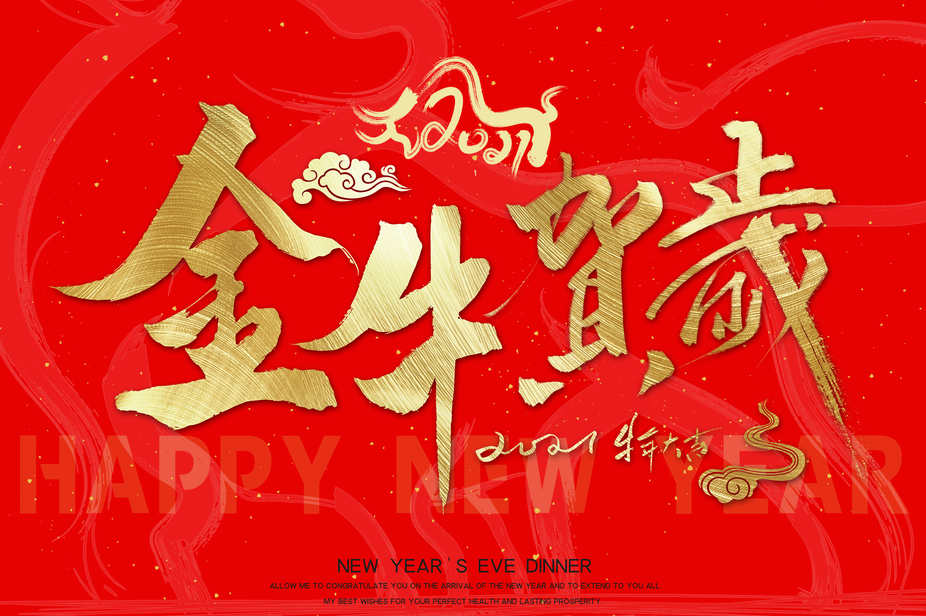 2021
金牛贺歲
2021 牛年大吉
HAPPY NEW YEAR
NEW YEAR'S EVE DINNER
ALLOW ME TO CONGRATULATE YOU ON THE ARRIVAL OF THE NEW YEAR AND TO EXTEND TO YOU ALL
MY BEST WISHES FOR YOUR PERFECT HEALTH AND LASTING PROSPERITY.